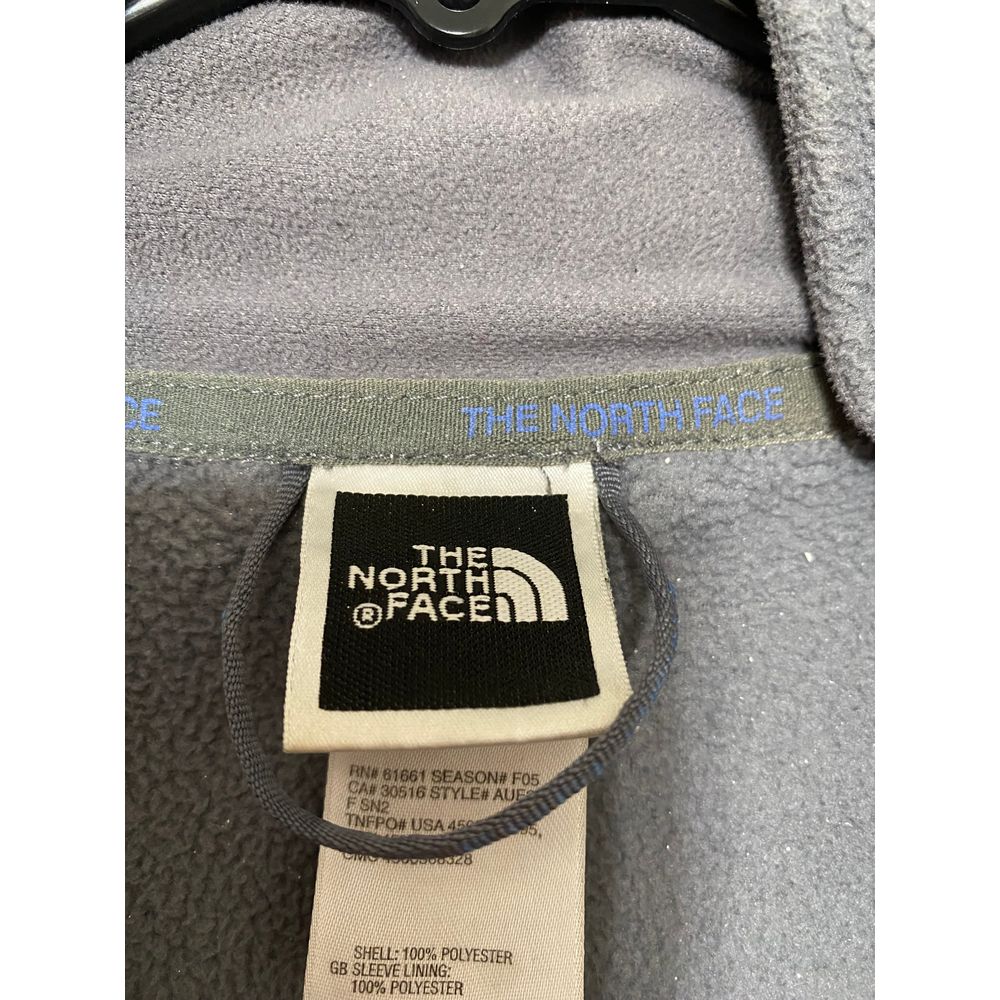 CE THE NORTH FACE
THE
NORTH
® FACE
RN# 61661 SEASON# F05
CA# 30516 STYLE#
F SN2
TNFPO# USA
SHELL: 100% POLYESTER
GB SLEEVE LINING:
100% POLYESTER